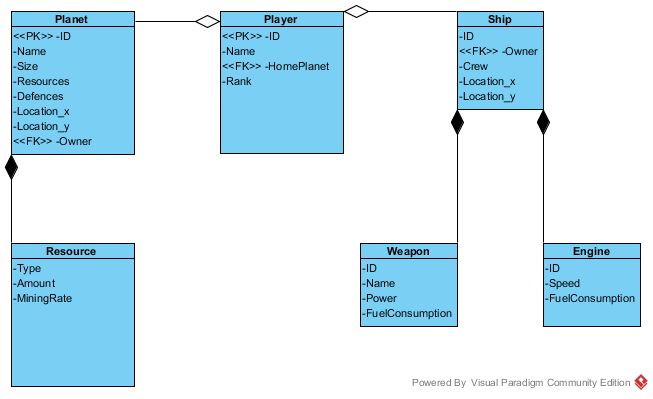 Planet
<<PK>> -ID
-Name
-Size
-Resources
-Defences
-Location_x
-Location_y
<<FK>> -Owner
Player
<<PK>> -ID
-Name
<<FK>> -HomePlanet
-Rank
Ship
-ID
<<FK>> -Owner
-Crew
-Location_x
-Location_y
Resource
-Type
-Amount
-MiningRate
Weapon
-ID
-Name
-Power
-FuelConsumption
Engine
-ID
-Speed
-FuelConsumption
Powered By Visual Paradigm Community Edition